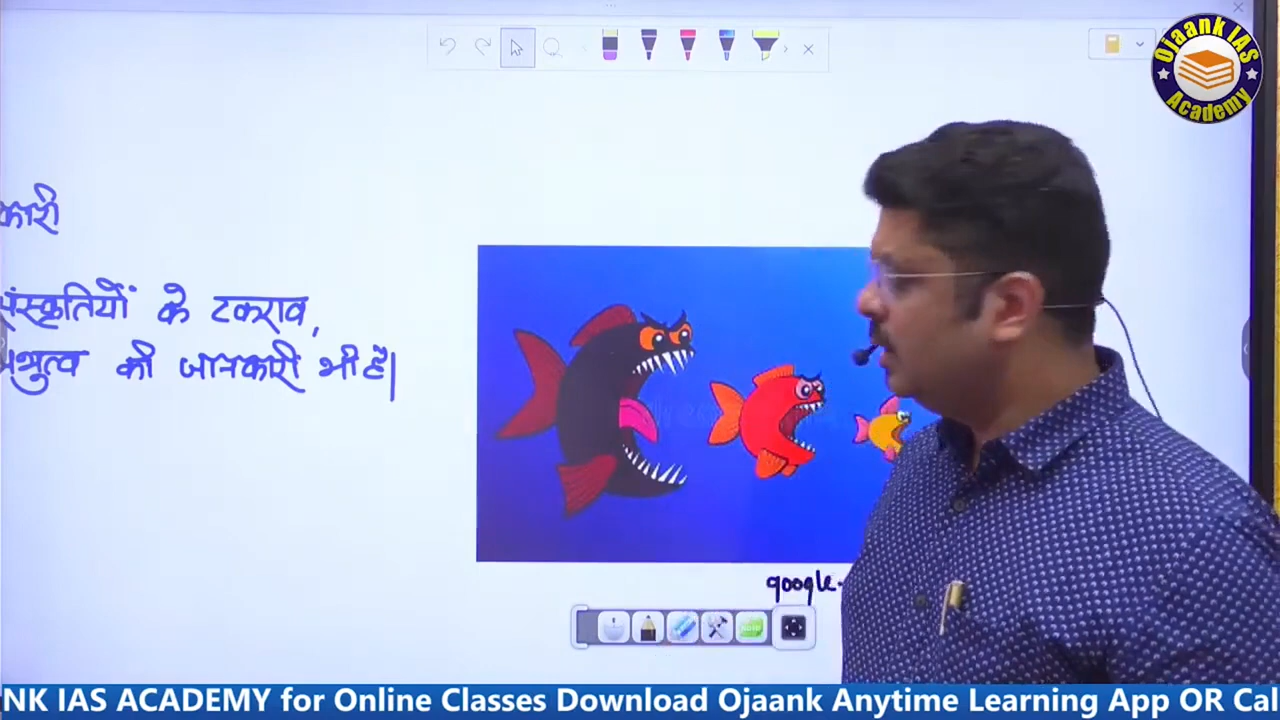 Ojaank IAS
Academy
कारी
संस्कृतियों के टकराव,
की जानकारी भी है।
google.
NK IAS ACADEMY for Online Classes Download Ojaank Anytime Learning App OR Cal